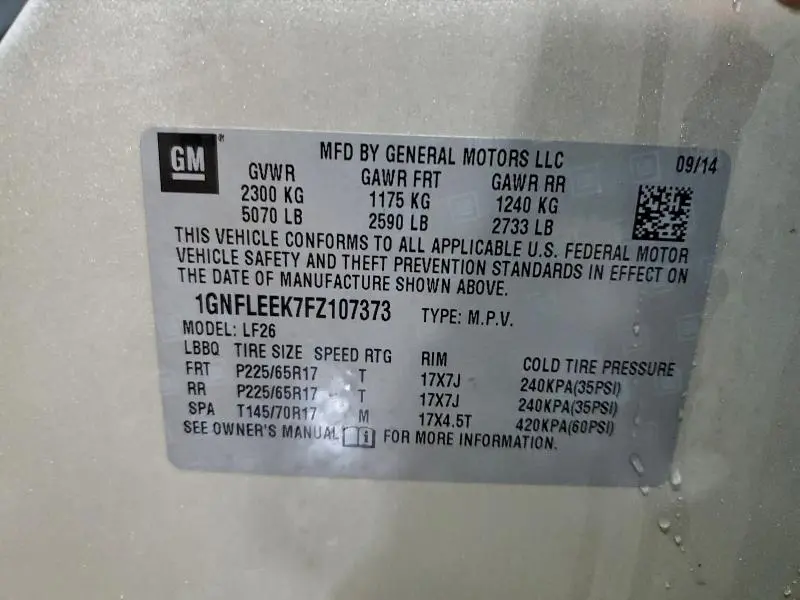 GM
MFD BY GENERAL MOTORS LLC 09/14
GVWR GAWR FRT GAWR RR
2300 KG 1175 KG 1240 KG
5070 LB 2590 LB 2733 LB
THIS VEHICLE CONFORMS TO ALL APPLICABLE U.S. FEDERAL MOTOR
VEHICLE SAFETY AND THEFT PREVENTION STANDARDS IN EFFECT ON
THE DATE OF MANUFACTURE SHOWN ABOVE.
1GNFLEEK7FZ107373 TYPE: M.P.V.
MODEL: LF26
LBBQ TIRE SIZE SPEED RTG RIM COLD TIRE PRESSURE
FRT P225/65R17 T 17X7J 240KPA(35PSI)
RR P225/65R17 T 17X7J 240KPA(35PSI)
SPA T145/70R17 M 17X4.5T 420KPA(60PSI)
SEE OWNER'S MANUAL FOR MORE INFORMATION.